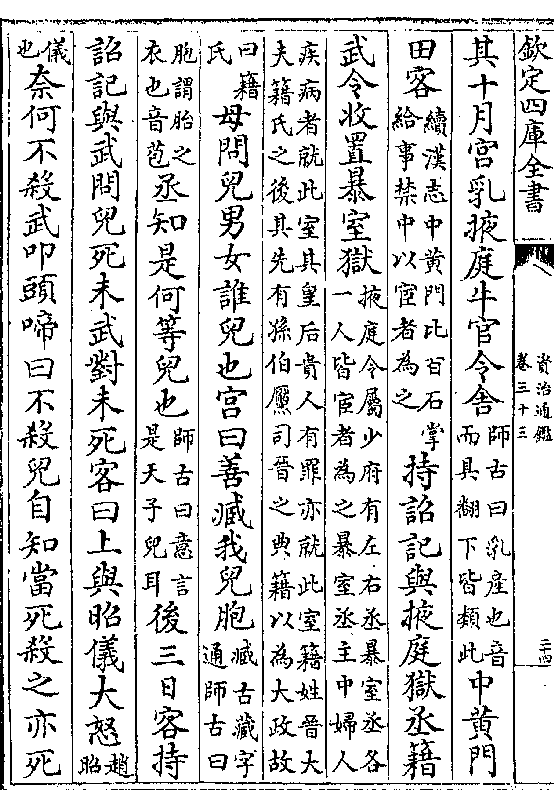 欽定四庫全書
資治通鑑
卷三十三
三四
其十月宮乳掖庭牛官令舍師古曰乳産也音而具翻下皆類此中黃門
田客續漢志中黃門比百石掌給事禁中以宦者為之持詔記與掖庭獄丞籍
武令收置暴室獄掖庭令屬少府有左右丞暴室丞各一人皆宦者為之暴室丞主中婦人
疾病者就此室其皇后貴人有罪亦就此室籍姓晉大夫籍氏之後其先有孫伯黶司晉之典籍以為大政故
曰籍氏母問兒男女誰兒也宮曰善臧我兒胞臧古藏字通師古曰
胞謂胎之衣也音苞丞知是何等兒也師古曰意言是天子兒耳後三日客持
詔記與武問兒死未武對未死客曰上與昭儀大怒趙昭
儀也奈何不殺武叩頭啼曰不殺兒自知當死殺之亦死